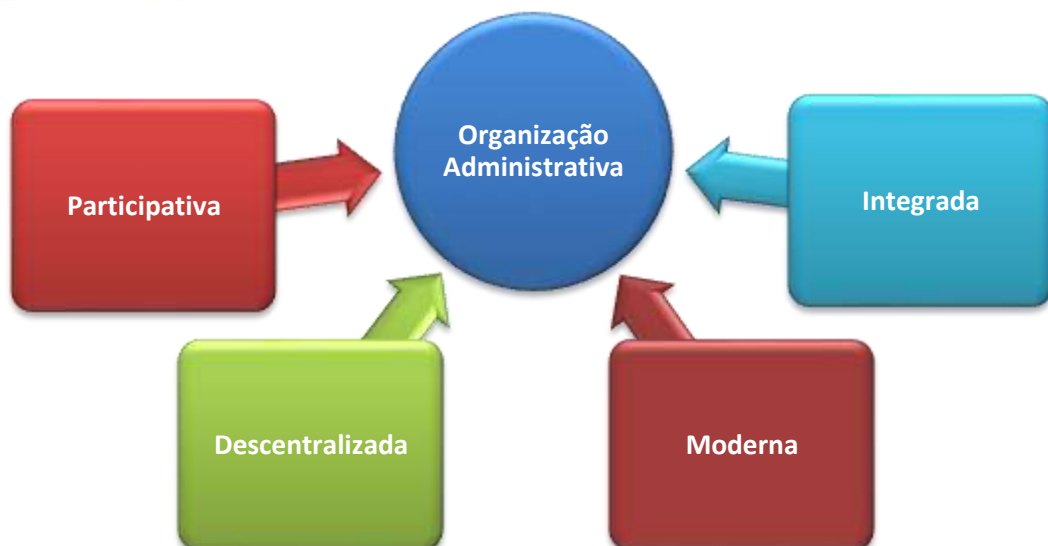 Organização
Administrativa
Participativa
Integrada
Descentralizada
Moderna